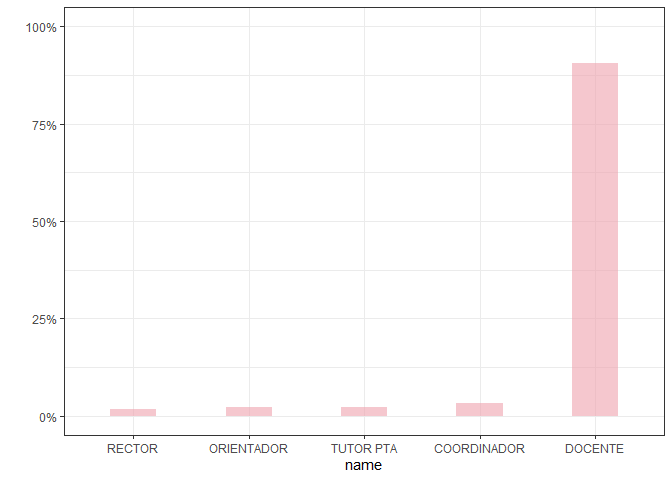 100%
75%
50%
25%
0%
RECTOR ORIENTADOR TUTOR PTA COORDINADOR DOCENTE
name